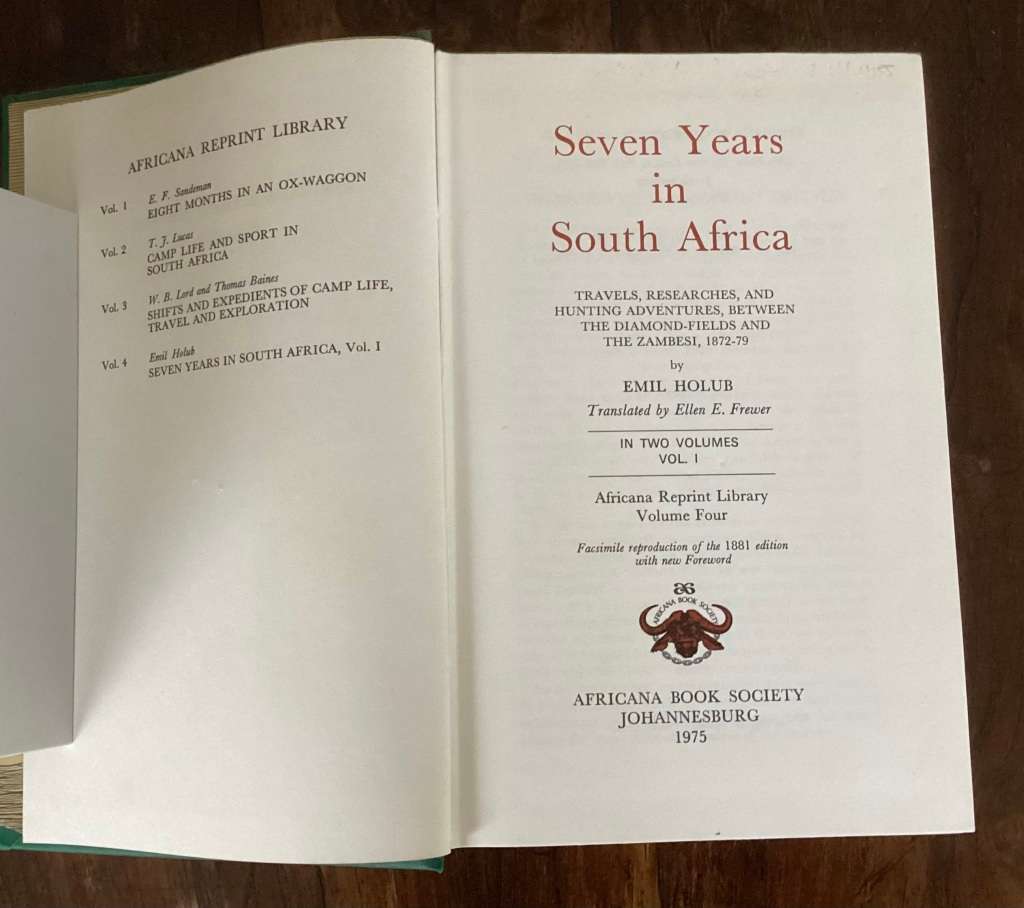 AFRICANA REPRINT LIBRARY
Vol. 1
E. F. Sandeman
EIGHT MONTHS IN AN OX-WAGGON
Vol. 2
T. J. Lucas
CAMP LIFE AND SPORT IN
SOUTH AFRICA
Vol. 3
W. B. Lord and Thomas Baines
SHIFTS AND EXPEDIENTS OF CAMP LIFE,
TRAVEL AND EXPLORATION
Vol. 4
Emil Holub
SEVEN YEARS IN SOUTH AFRICA, Vol. I
Seven Years
in
South Africa
TRAVELS, RESEARCHES, AND
HUNTING ADVENTURES, BETWEEN
THE DIAMOND-FIELDS AND
THE ZAMBESI, 1872-79
by
EMIL HOLUB
Translated by Ellen E. Frewer
IN TWO VOLUMES
VOL. I
Africana Reprint Library
Volume Four
Facsimile reproduction of the 1881 edition
with new Foreword
AFRICANA BOOK SOCIETY
AFRICANA BOOK SOCIETY
JOHANNESBURG
1975